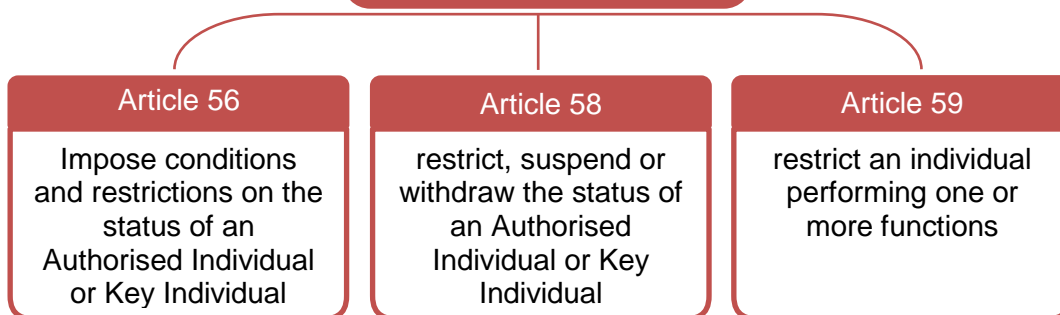 Article 56
Impose conditions
and restrictions on the
status of an
Authorised Individual
or Key Individual
Article 58
restrict, suspend or
withdraw the status of
an Authorised
Individual or Key
Individual
Article 59
restrict an individual
performing one or
more functions